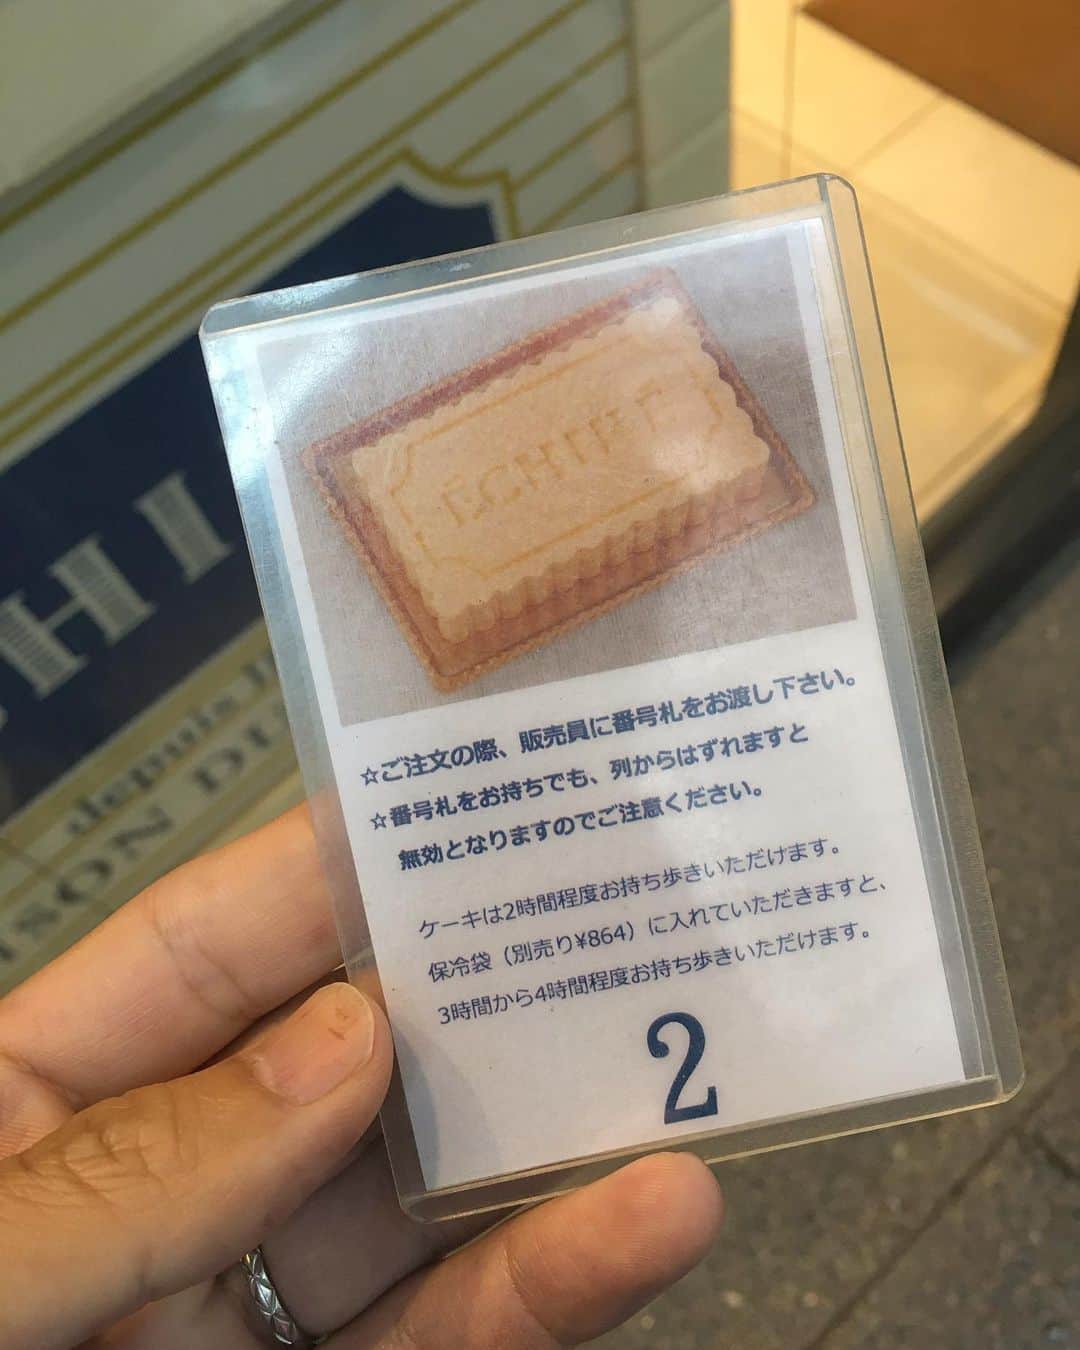 HI
depuis
ISON DU
ECHIRE
☆ご注文の際、販売員に番号札をお渡し下さい。
☆番号札をお持ちでも、列からはずれますと
無効となりますのでご注意ください。
ケーキは2時間程度お持ち歩きいただけます。
保冷袋（別売り¥864）に入れていただきますと、
3時間から4時間程度お持ち歩きいただけます。
2